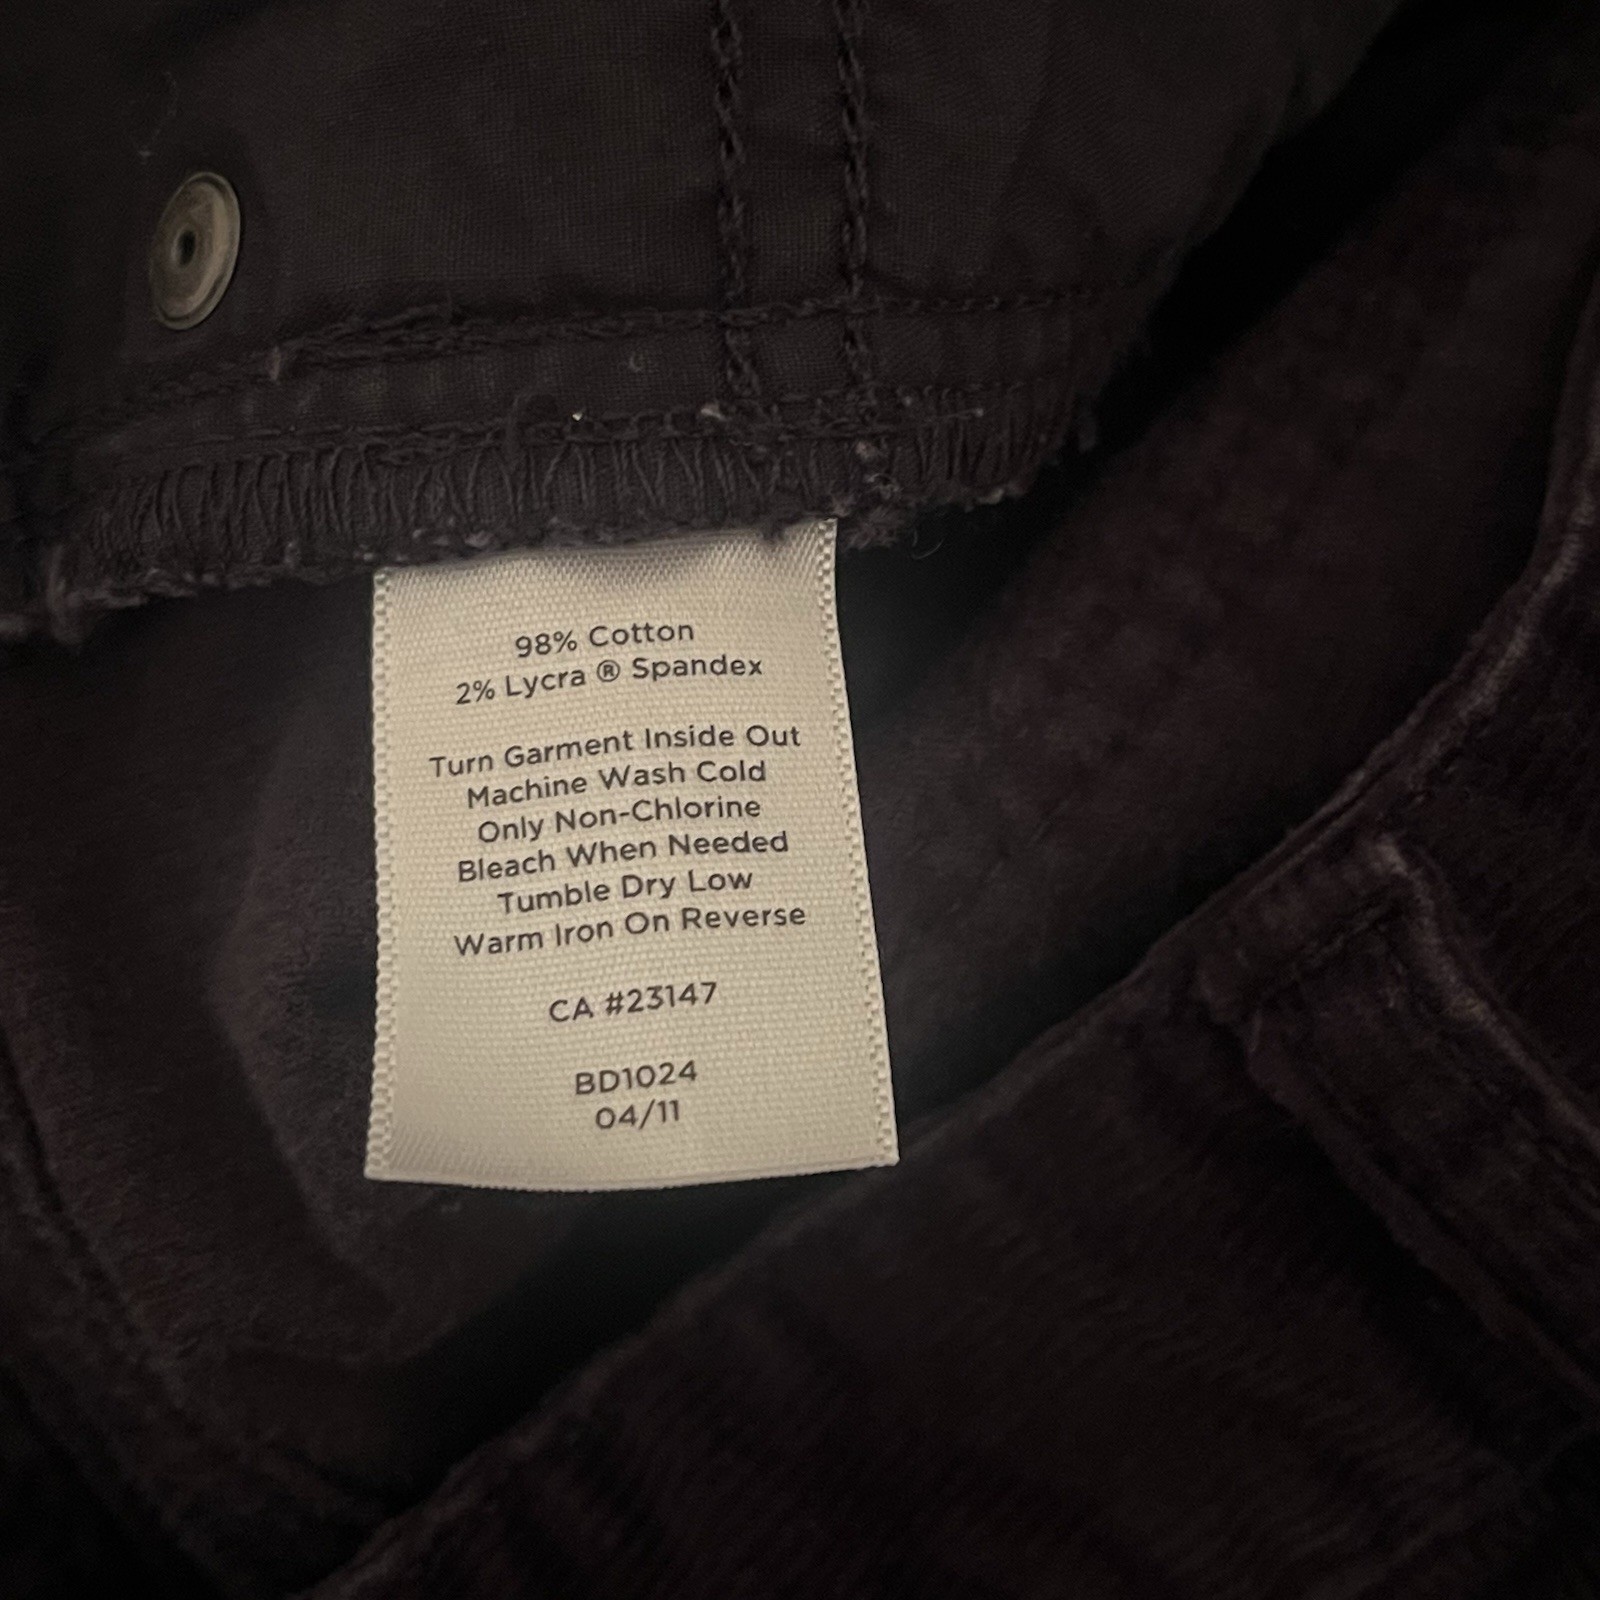 98% Cotton
2% Lycra ® Spandex
Turn Garment Inside Out
Machine Wash Cold
Only Non-Chlorine
Bleach When Needed
Tumble Dry Low
Warm Iron On Reverse
CA #23147
BD1024
04/11